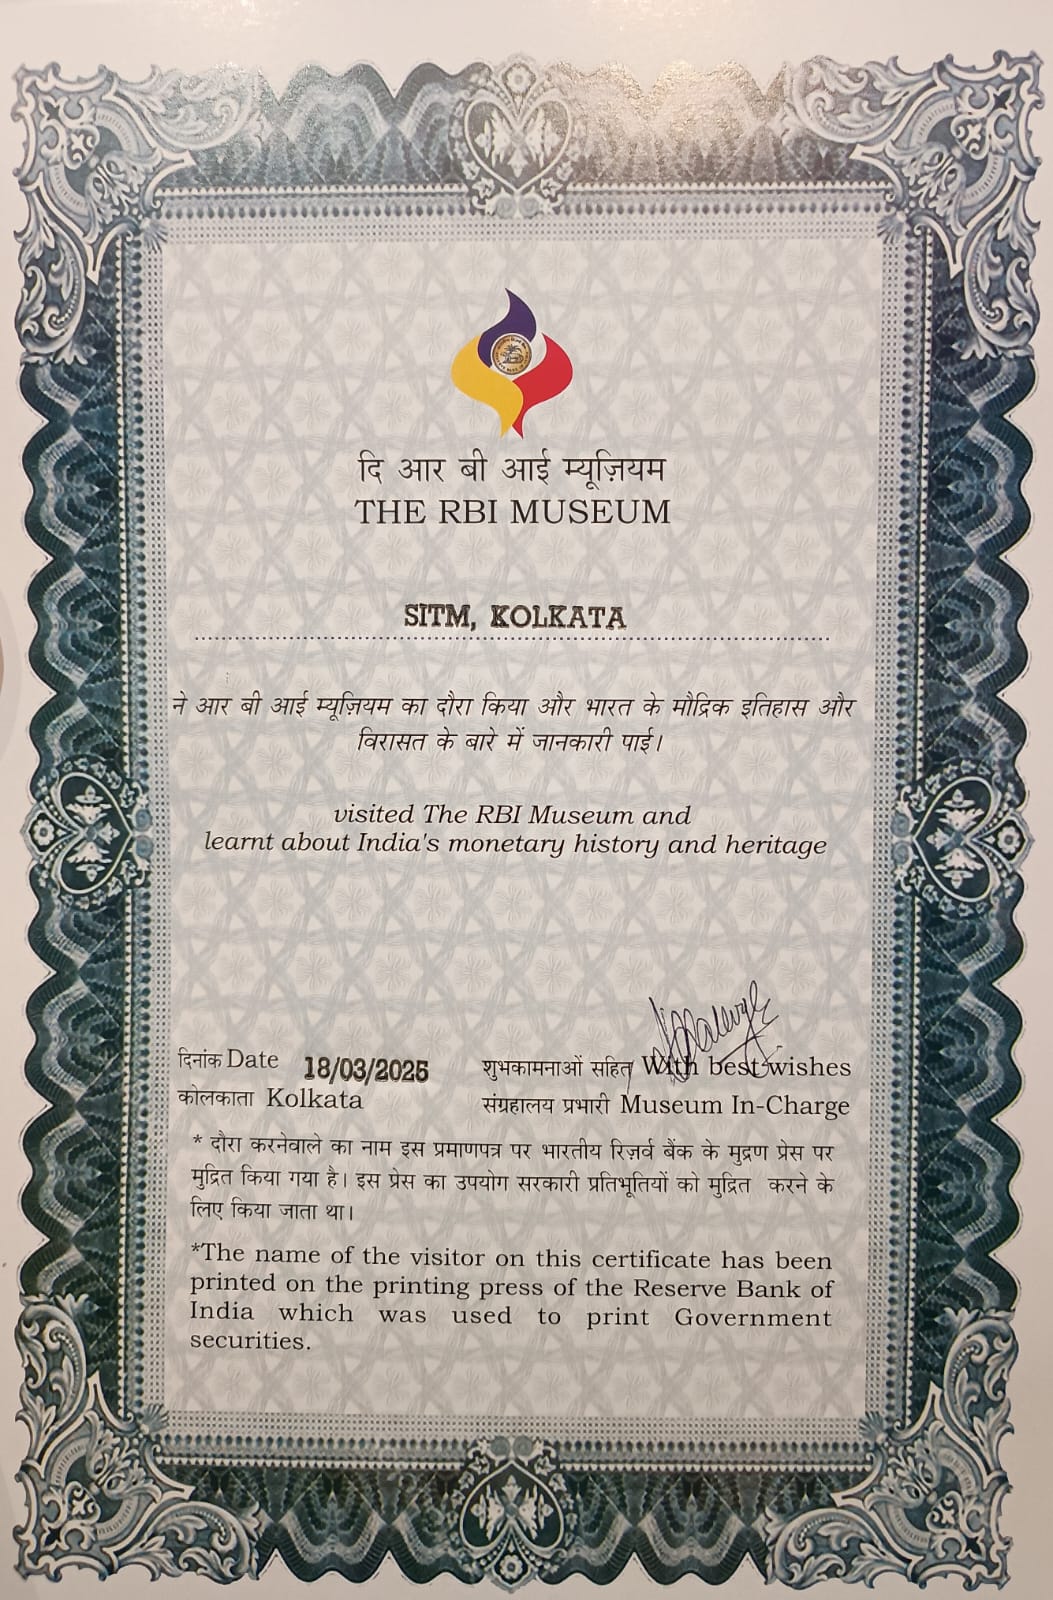 दि आर बी आई म्यूज़ियम
THE RBI MUSEUM
SITM, KOLKATA
ने आर बी आई म्यूज़ियम का दौरा किया और भारत के मौद्रिक इतिहास और
विरासत के बारे में जानकारी पाई।
visited The RBI Museum and
learnt about India's monetary history and heritage
दिनांक Date 18/03/2025
कोलकाता Kolkata
शुभकामनाओं सहित With best wishes
संग्रहालय प्रभारी Museum In-Charge
* दौरा करनेवाले का नाम इस प्रमाणपत्र पर भारतीय रिज़र्व बैंक के मुद्रण प्रेस पर
मुद्रित किया गया है। इस प्रेस का उपयोग सरकारी प्रतिभूतियों को मुद्रित करने के
लिए किया जाता था।
*The name of the visitor on this certificate has been
printed on the printing press of the Reserve Bank of
India which was used to print Government
securities.